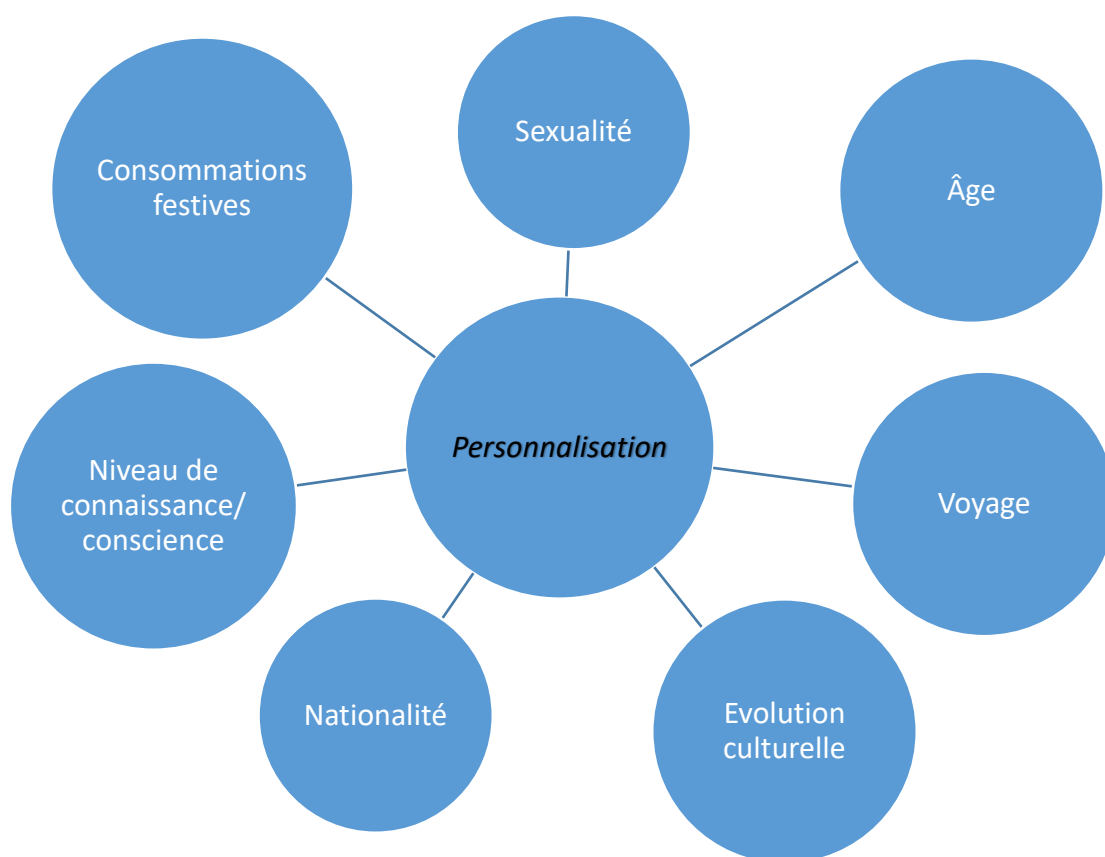 Sexualité
Consommations
festives
Âge
Personnalisation
Niveau de
connaissance/
conscience
Voyage
Nationalité
Evolution
culturelle